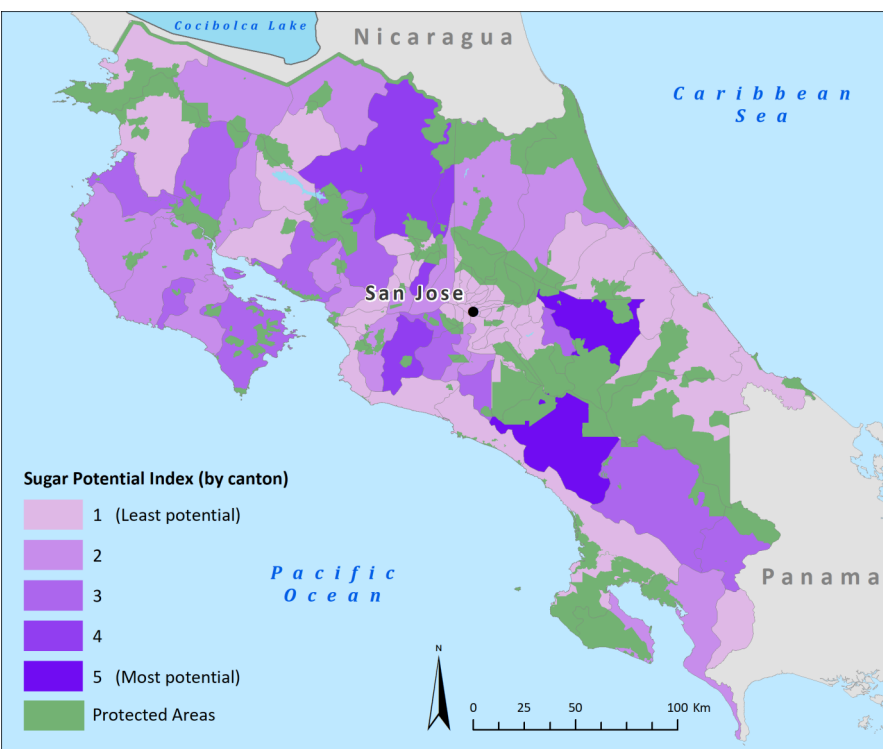 Cocibolca Lake
Nicaragua
Caribbean
Sea
San Jose
Sugar Potential Index (by canton)
1 (Least potential)
2
3
4
5 (Most potential)
Protected Areas
Pacific
Ocean
Panama
N
0 25 50 100 Km